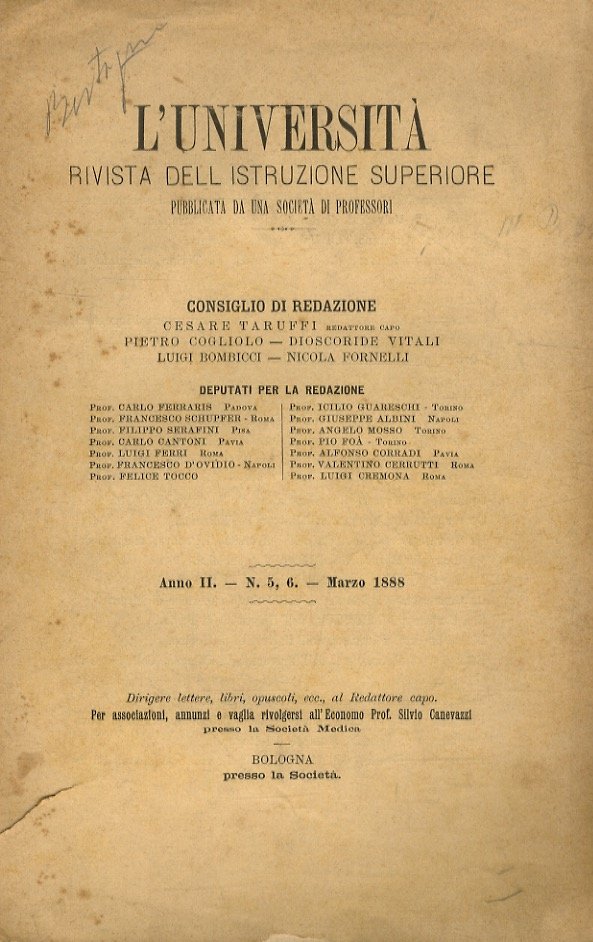 L'UNIVERSITÀ
RIVISTA DELL ISTRUZIONE SUPERIORE
PUBBLICATA DA UNA SOCIETÀ DI PROFESSORI
CONSIGLIO DI REDAZIONE
CESARE TARUFFI REDATTORE CAPO
PIETRO COGLIOLO — DIOSCORIDE VITALI
LUIGI BOMBICCI — NICOLA FORNELLI
DEPUTATI PER LA REDAZIONE
PROF. CARLO FERRARIS PADOVA
PROF. FRANCESCO SCHUPFER - ROMA
PROF. FILIPPO SERAFINI PISA
PROF. CARLO CANTONI PAVIA
PROF. LUIGI FERRI ROMA
PROF. FRANCESCO D'OVIDIO - NAPOLI
PROF. FELICE TOCCO
PROF. ICILIO GUARESCHI - TORINO
PROF. GIUSEPPE ALBINI NAPOLI
PROF. ANGELO MOSSO TORINO
PROF. PIO FOÀ - TORINO
PROF. ALFONSO CORRADI PAVIA
PROF. VALENTINO CERRUTI ROMA
PROF. LUIGI CREMONA ROMA
Anno II. — N. 5, 6. — Marzo 1888
Dirigere lettere, libri, opuscoli, ecc., al Redattore capo.
Per associazioni, annunzi e vaglia rivolgersi all'Economo Prof. Silvio Canevazzi
presso la Società Medica
BOLOGNA
presso la Società.